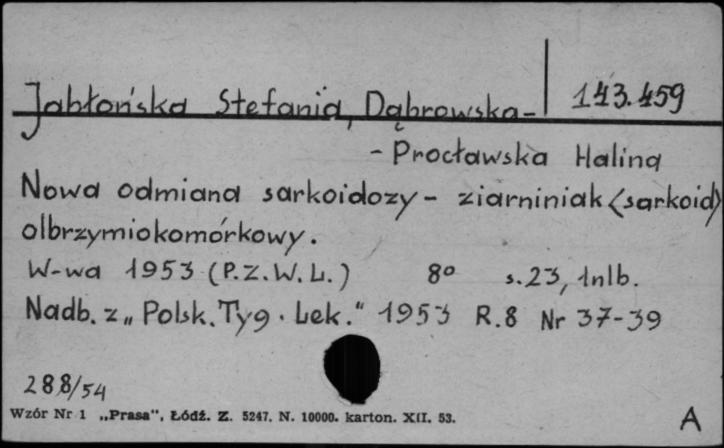 Jabłońska Stefania, Dąbrowska- 143.459
- Procławska Halina
Nowa odmiana sarkoidozy - ziarniniak <sarkoid>
olbrzymiokomórkowy.
W-wa 1953 (P.Z.W.L.) 8° s.23, 1nlb.
Nadb. z „Polsk. Tyg. Lek." 1953 R.8 Nr 37-39
288/54
Wzór Nr 1 „Prasa", Łódź. Z. 5247. N. 10000. karton. XII. 53.
A